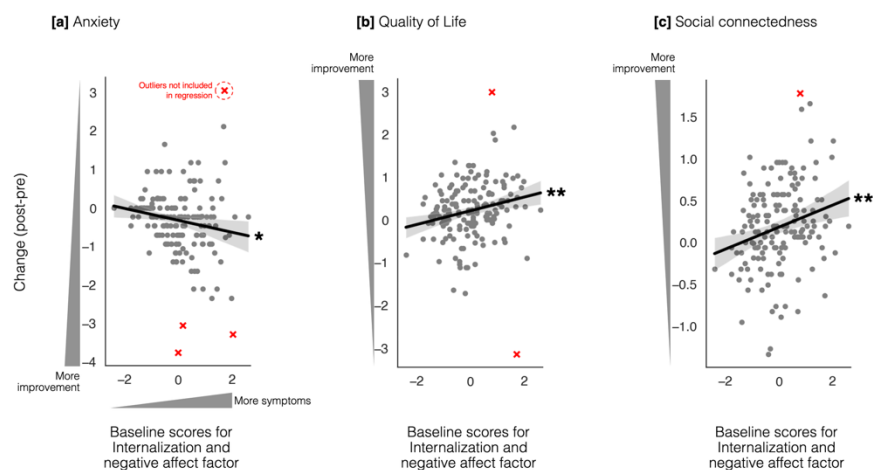 [a] Anxiety
[b] Quality of Life
[c] Social connectedness
More
improvement
More
improvement
Outliers not included
in regression
3
2
1
0
-1
-2
-3
-4
*
3
2
1
0
-1
-2
-3
**
1.5
1.0
0.5
0.0
-0.5
-1.0
**
Change (post-pre)
More
improvement
−2
0
2
−2
0
2
−2
0
2
More symptoms
Baseline scores for
Internalization and
negative affect factor
Baseline scores for
Internalization and
negative affect factor
Baseline scores for
Internalization and
negative affect factor